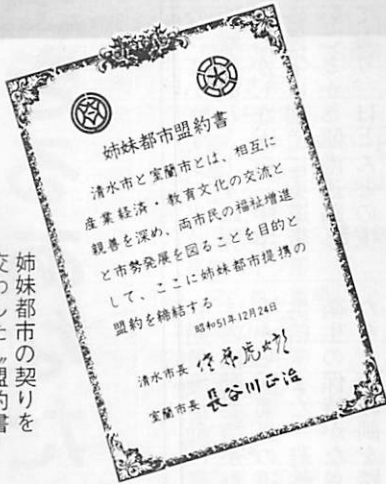 姉妹都市盟約書
清水市と室蘭市とは、相互に
産業経済・教育文化の交流と
親善を深め、両市民の福祉増進
と市勢発展を図ることを目的と
して、ここに姉妹都市提携の
盟約を締結する
昭和51年12月24日
清水市長
室蘭市長 長谷川正治
姉妹都市の契りを
交わした〝盟約書